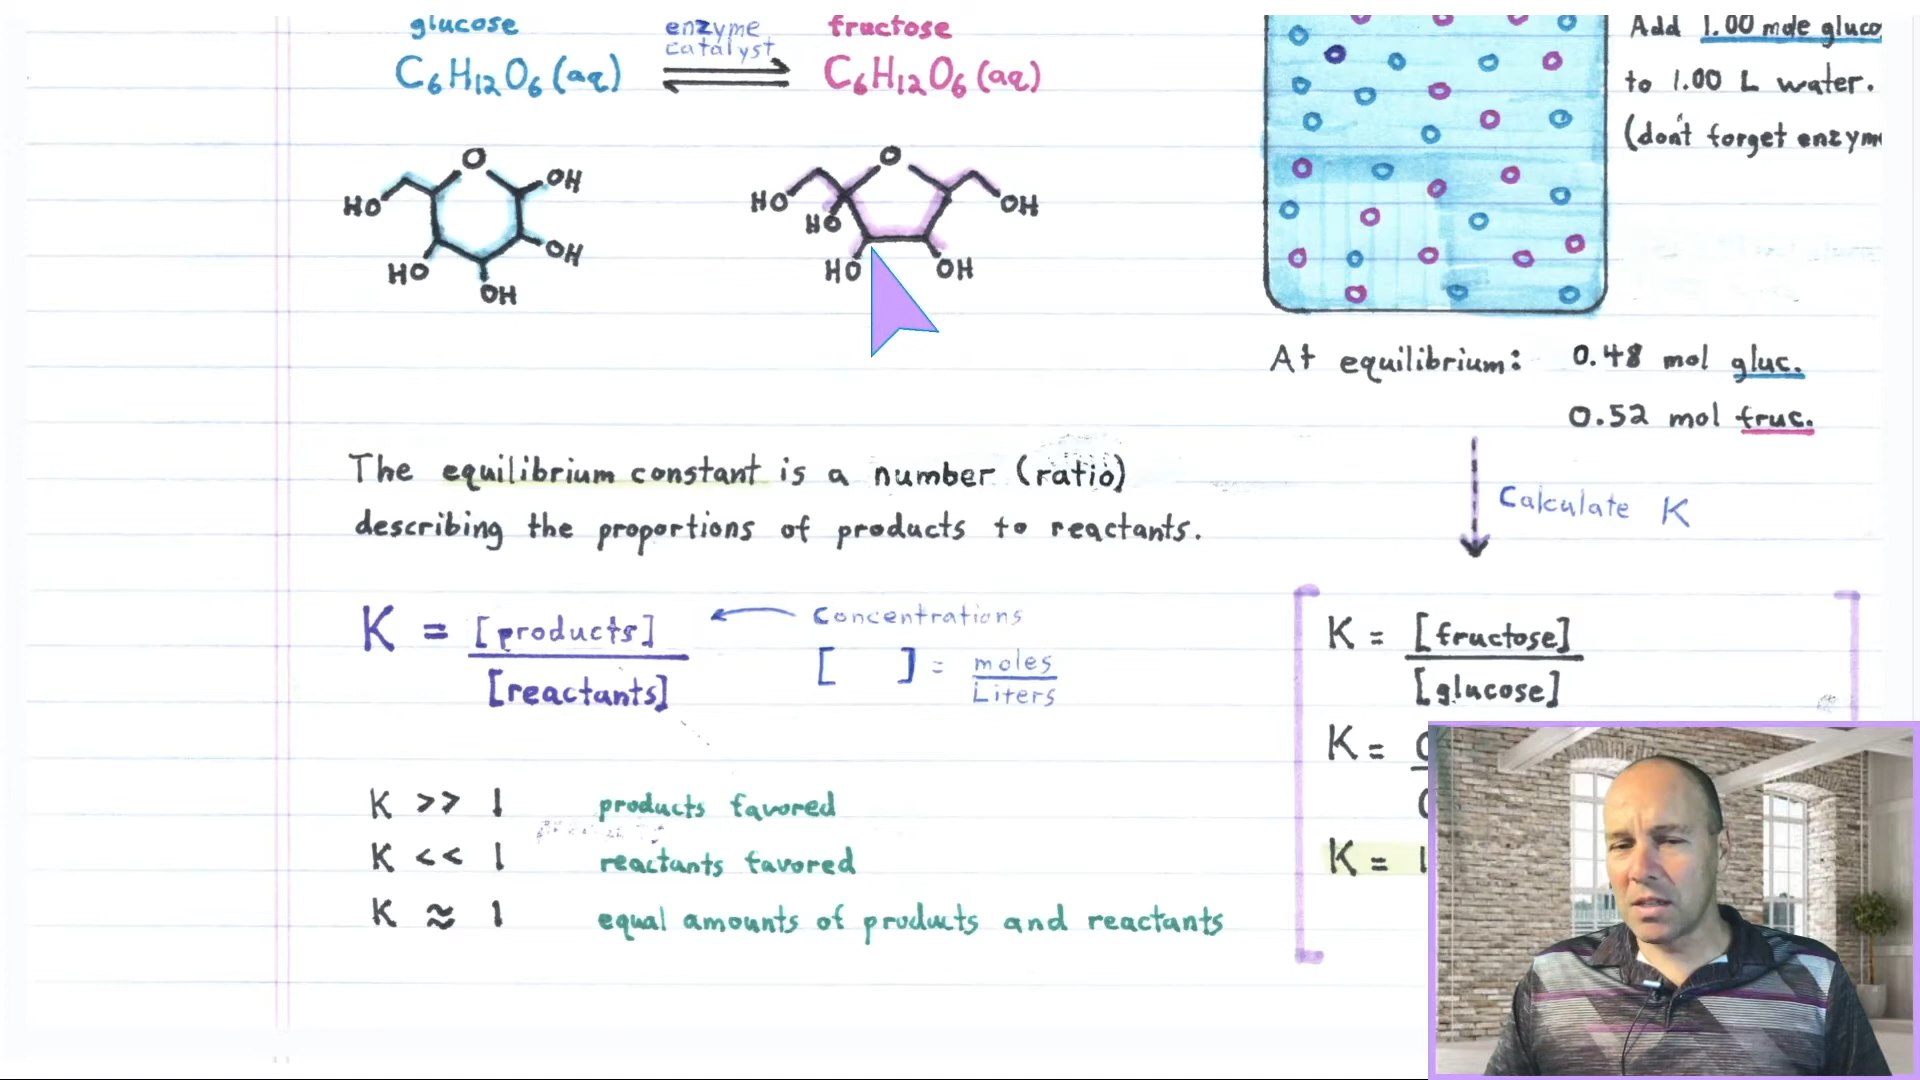 glucose
enzyme
catalyst
fructose
C6H12O6 (aq)
C6H12O6 (aq)
O
OH
HO
OH
HO
OH
O
HO
HO
OH
HO
OH
Add 1.00 mole gluco
to 1.00 L water.
(don't forget enzym
At equilibrium: 0.48 mol gluc.
0.52 mol fruc.
Calculate K
The equilibrium constant is a number (ratio)
describing the proportions of products to reactants.
K = [products]
[reactants]
Concentrations
[ ] = moles
Liters
K >> 1 products favored
K << 1 reactants favored
K ≈ 1 equal amounts of products and reactants
K = [fructose]
[glucose]
K =
K = 1